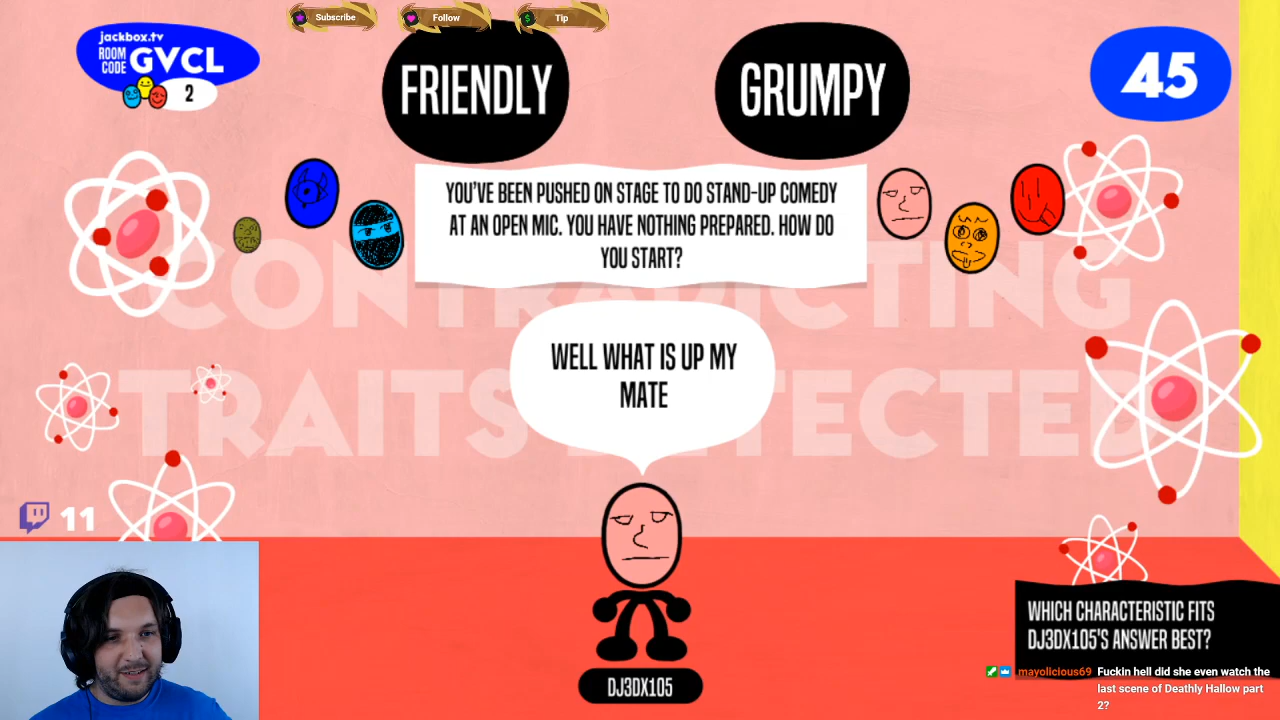 Subscribe
Follow
Tip
jackbox.tv
ROOM
CODE
GVCL
2
FRIENDLY
GRUMPY
45
YOU'VE BEEN PUSHED ON STAGE TO DO STAND-UP COMEDY
AT AN OPEN MIC. YOU HAVE NOTHING PREPARED. HOW DO
YOU START?
WELL WHAT IS UP MY
MATE
11
DJ3DX105
WHICH CHARACTERISTIC FITS
DJ3DX105'S ANSWER BEST?
mayolicious69 Fuckin hell did she even watch the
last scene of Deathly Hallow part
2?